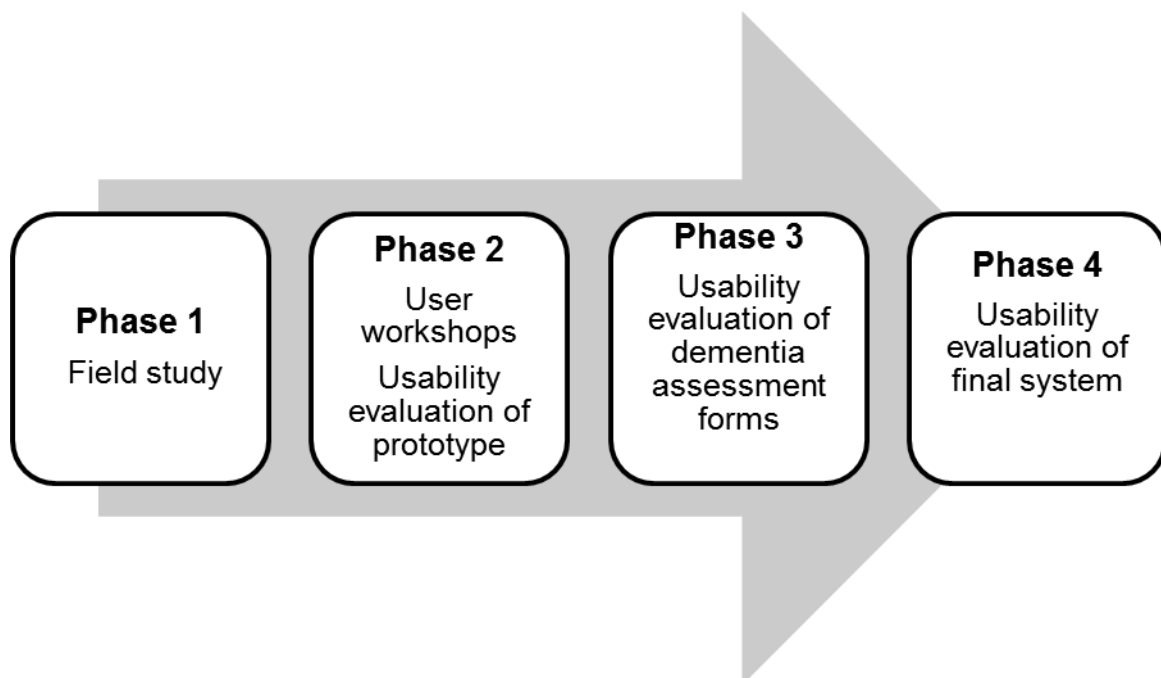 Phase 1
Field study
Phase 2
User
workshops
Usability
evaluation of
prototype
Phase 3
Usability
evaluation of
dementia
assessment
forms
Phase 4
Usability
evaluation of
final system